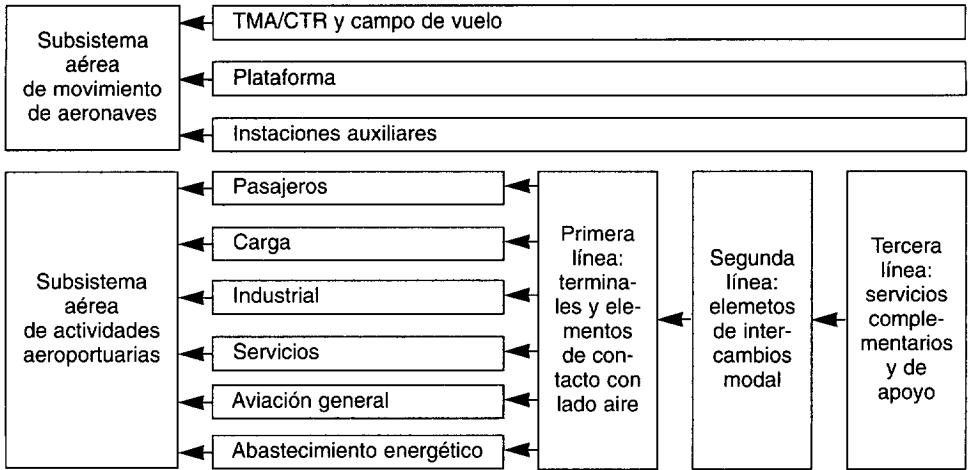 Subsistema
aérea
de movimiento
de aeronaves
TMA/CTR y campo de vuelo
Plataforma
Instaciones auxiliares
Subsistema
aérea
de actividades
aeroportuarias
Pasajeros
Carga
Industrial
Servicios
Aviación general
Abastecimiento energético
Primera
línea:
termina-
les y ele-
mentos
de con-
tacto con
lado aire
Segunda
línea:
elemetos
de inter-
cambios
modal
Tercera
línea:
servicios
comple-
mentarios
y de
apoyo